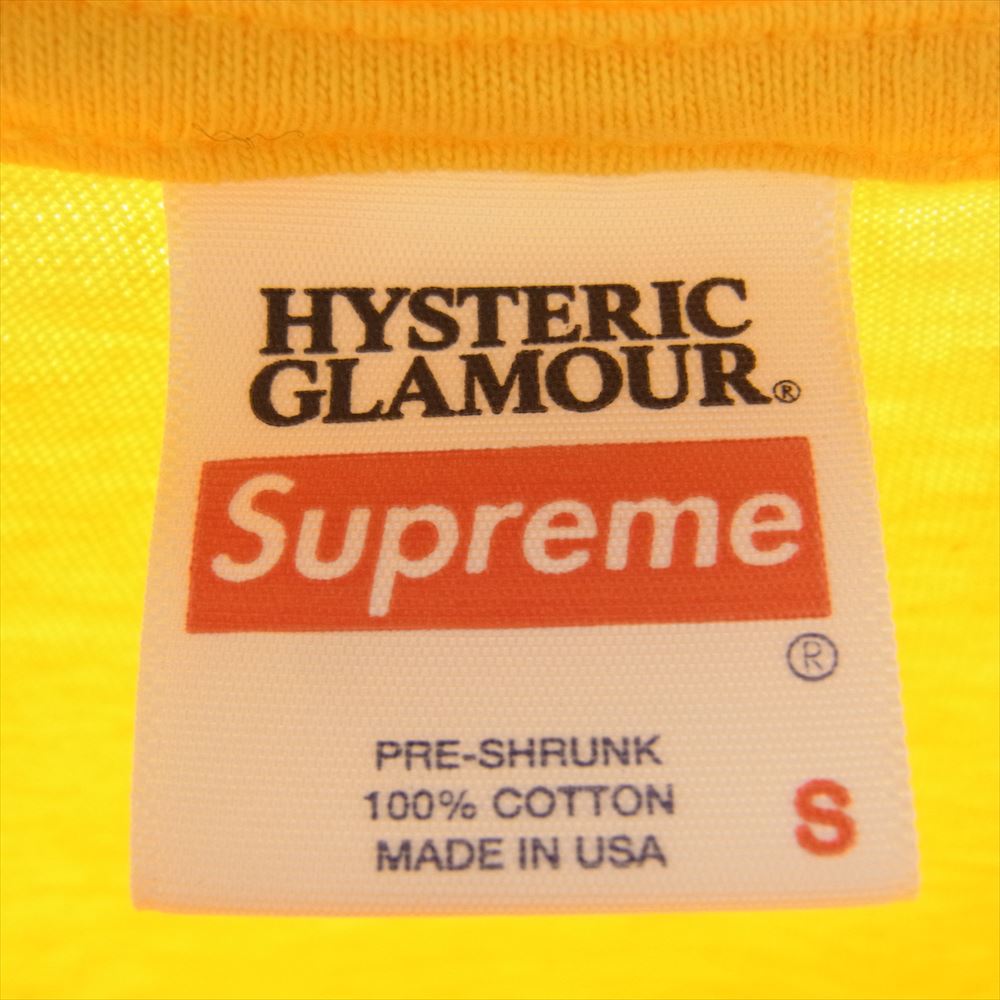 HYSTERIC
GLAMOUR®
Supreme
®
PRE-SHRUNK
100% COTTON
MADE IN USA
S